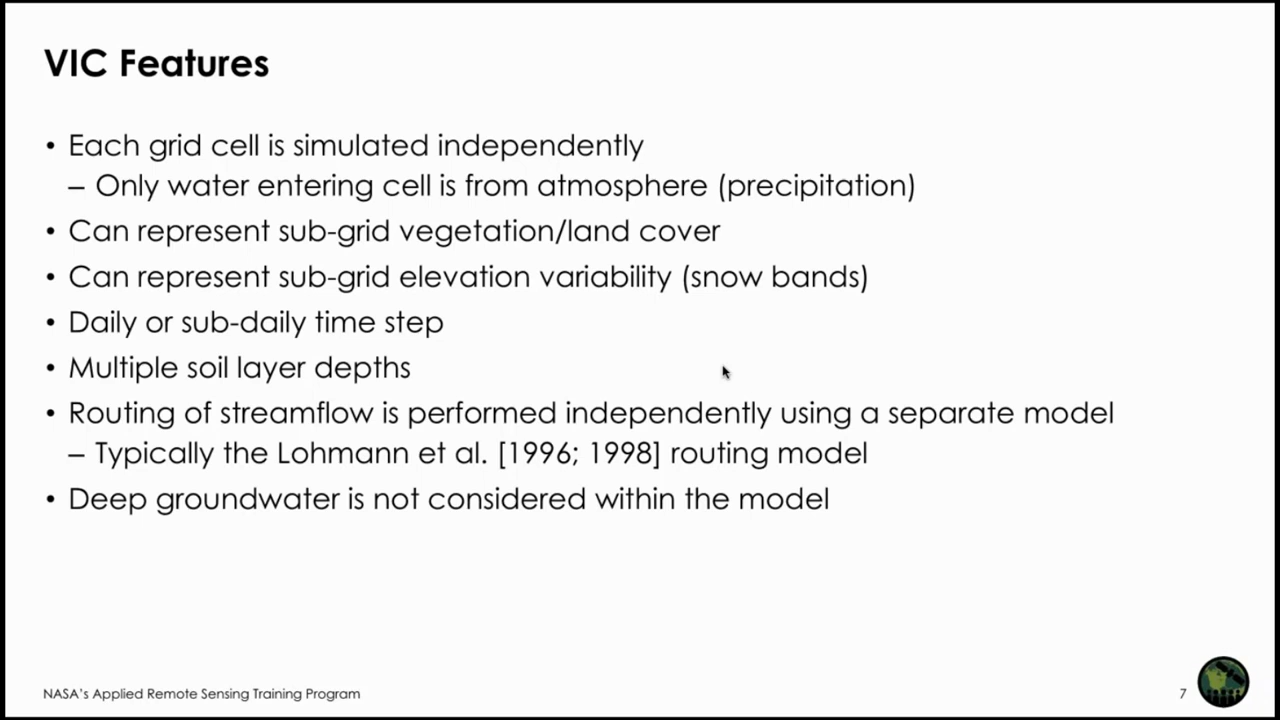 VIC Features
• Each grid cell is simulated independently
– Only water entering cell is from atmosphere (precipitation)
• Can represent sub-grid vegetation/land cover
• Can represent sub-grid elevation variability (snow bands)
• Daily or sub-daily time step
• Multiple soil layer depths
• Routing of streamflow is performed independently using a separate model
– Typically the Lohmann et al. [1996; 1998] routing model
• Deep groundwater is not considered within the model
NASA's Applied Remote Sensing Training Program
7